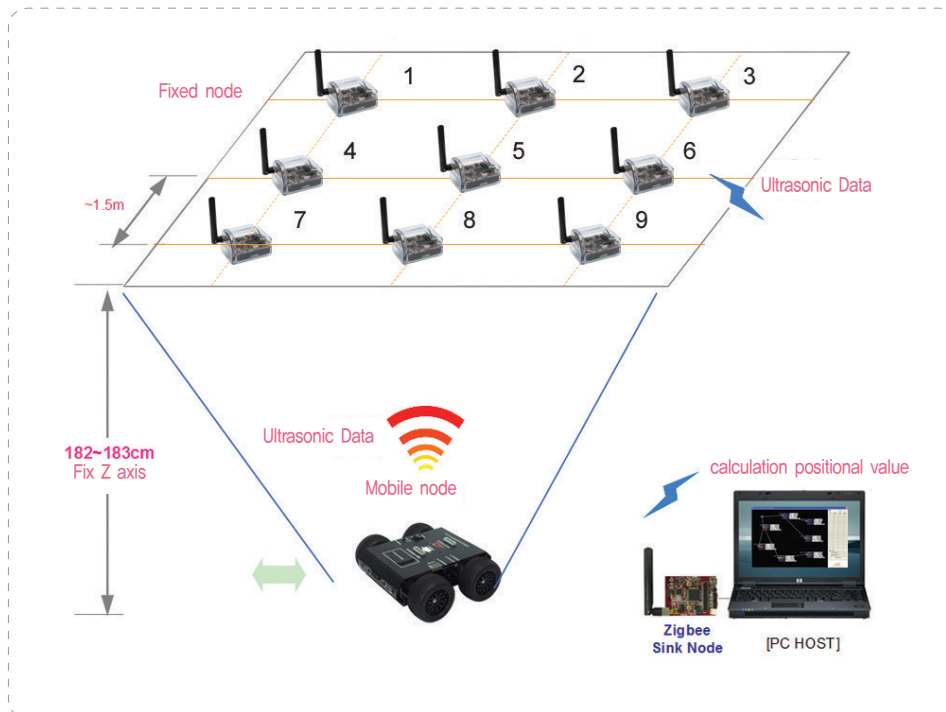 1
2
3
Fixed node
4
5
6
Ultrasonic Data
~1.5m
7
8
9
Ultrasonic Data
182~183cm
Fix Z axis
Mobile node
calculation positional value
Zigbee
Sink Node
[PC HOST]